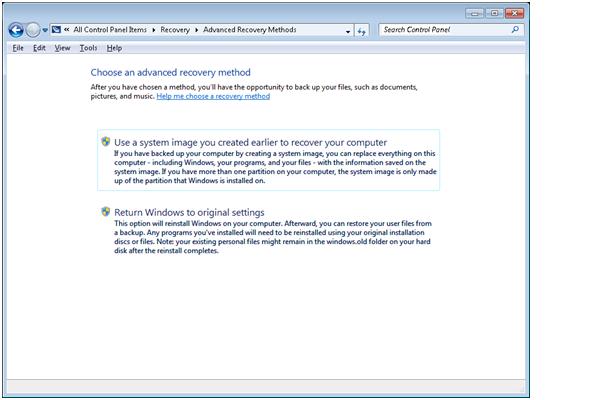 « All Control Panel Items ▸ Recovery ▸ Advanced Recovery Methods
Search Control Panel
File Edit View Tools Help
Choose an advanced recovery method
After you have chosen a method, you'll have the opportunity to back up your files, such as documents,
pictures, and music. Help me choose a recovery method
Use a system image you created earlier to recover your computer
If you have backed up your computer by creating a system image, you can replace everything on this
computer - including Windows, your programs, and your files - with the information saved on the
system image. If you have more than one partition on your computer, the system image is only made
up of the partition that Windows is installed on.
Return Windows to original settings
This option will reinstall Windows on your computer. Afterward, you can restore your user files from
a backup. Any programs you've installed will need to be reinstalled using your original installation
discs or files. Note: your existing personal files might remain in the windows.old folder on your hard
disk after the reinstall completes.